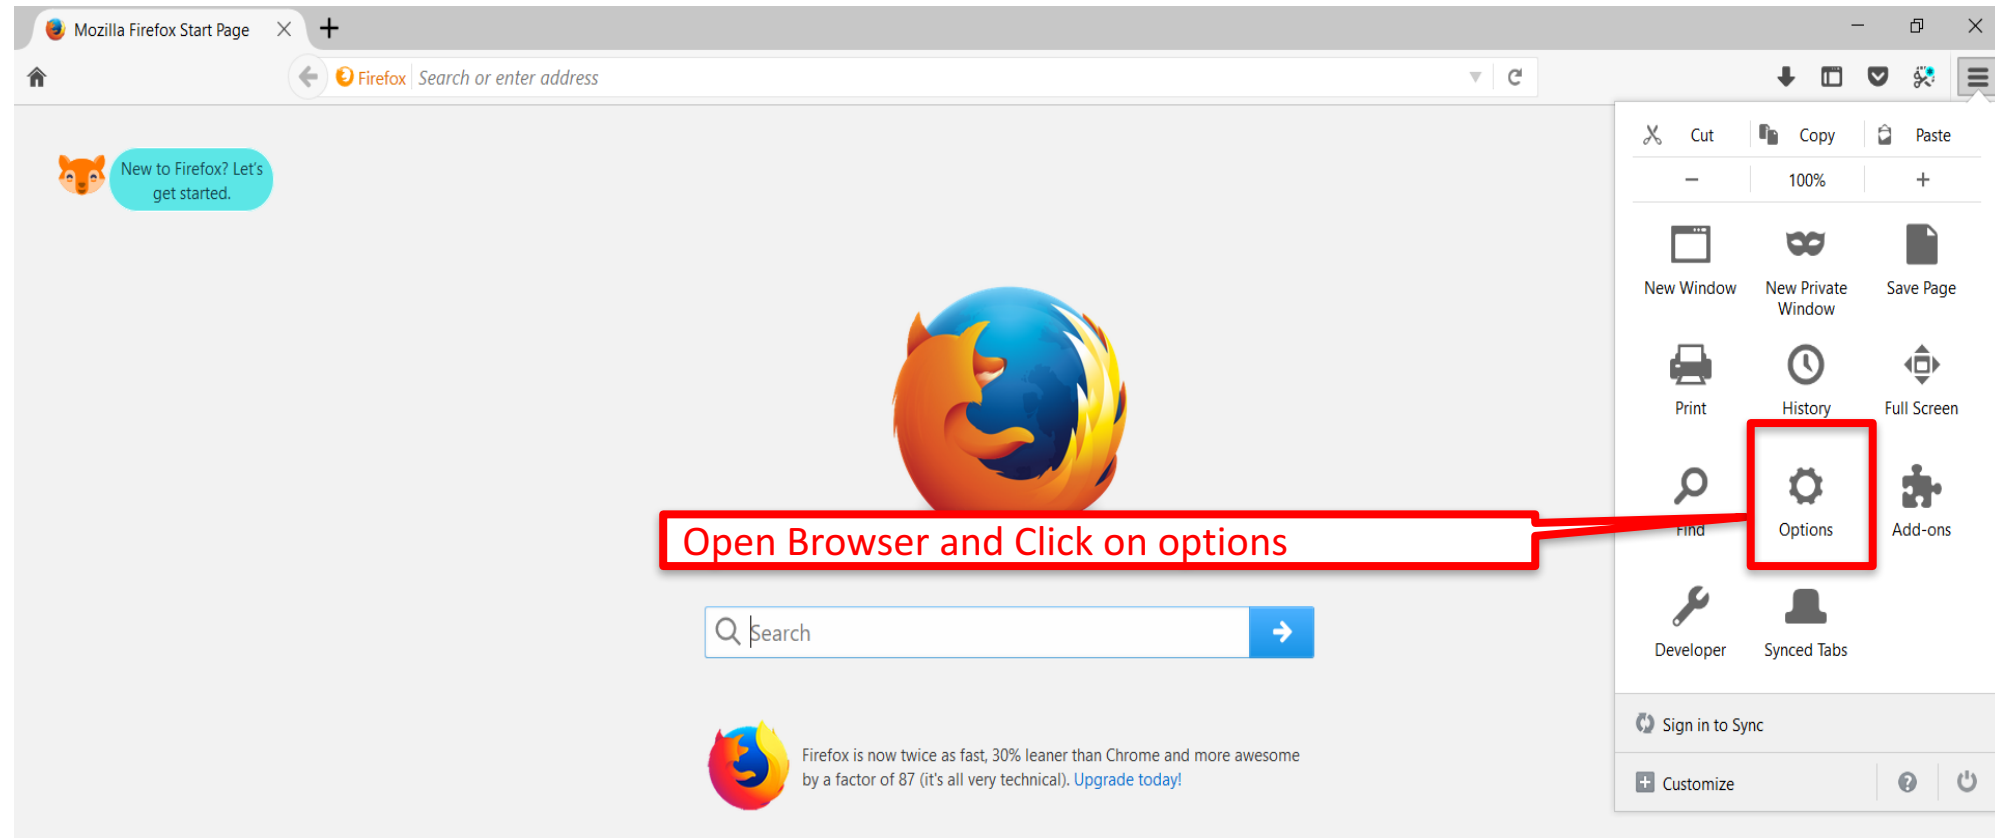 Mozilla Firefox Start Page
Firefox Search or enter address
New to Firefox? Let's
get started.
Cut Copy Paste
100%
New Window
New Private
Window
Save Page
Print
History
Full Screen
Open Browser and Click on options
Find
Options
Add-ons
Search
Developer
Synced Tabs
Sign in to Sync
Firefox is now twice as fast, 30% leaner than Chrome and more awesome
by a factor of 87 (it's all very technical). Upgrade today!
Customize